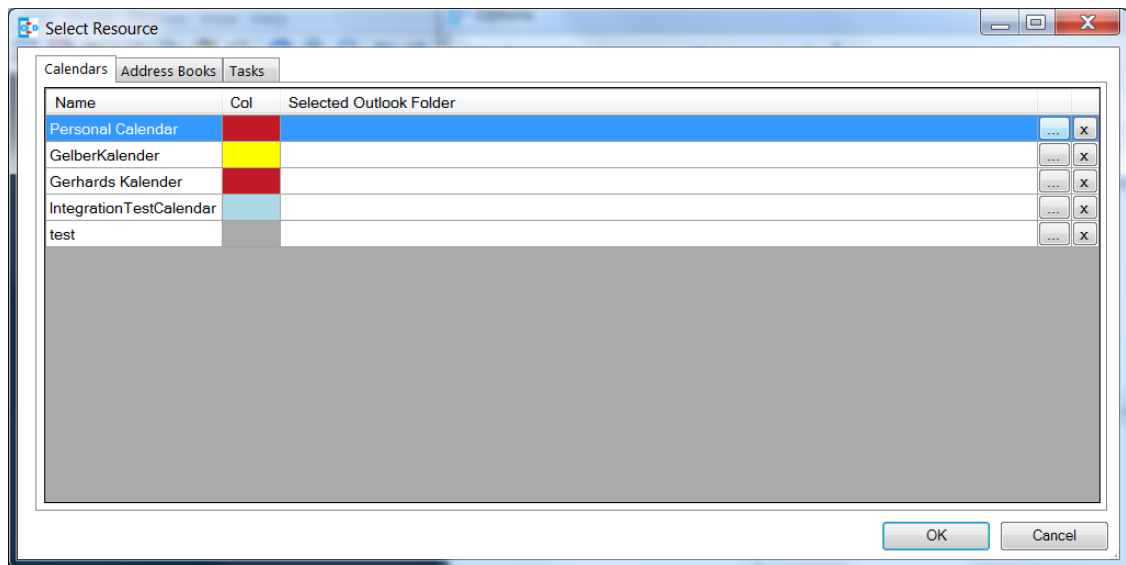 Select Resource
Calendars Address Books Tasks
Name Col Selected Outlook Folder
Personal Calendar ... x
GelberKalender ... x
Gerhards Kalender ... x
IntegrationTestCalendar ... x
test ... x
OK Cancel